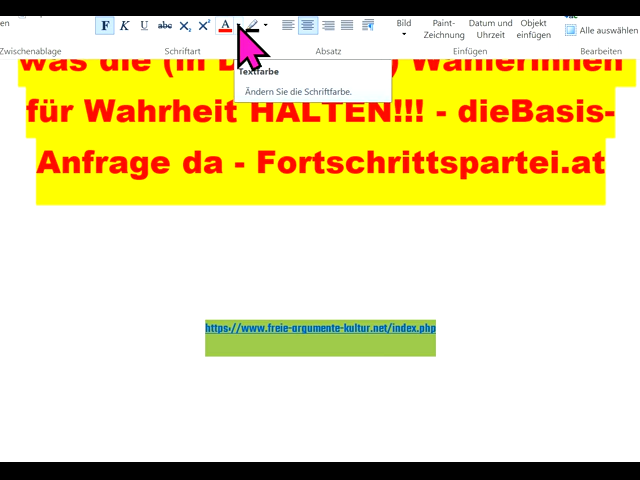 F K U abc X₂ X² A
Bild
Paint-
Zeichnung
Datum und
Uhrzeit
Objekt
einfügen
Alle auswählen
Zwischenablage
Schriftart
Absatz
Einfügen
Bearbeiten
was die (in
) Wählerinnen
Textfarbe
Ändern Sie die Schriftfarbe.
für Wahrheit HALTEN!!! - dieBasis-
Anfrage da - Fortschrittspartei.at
https://www.freie-argumente-kultur.net/index.php